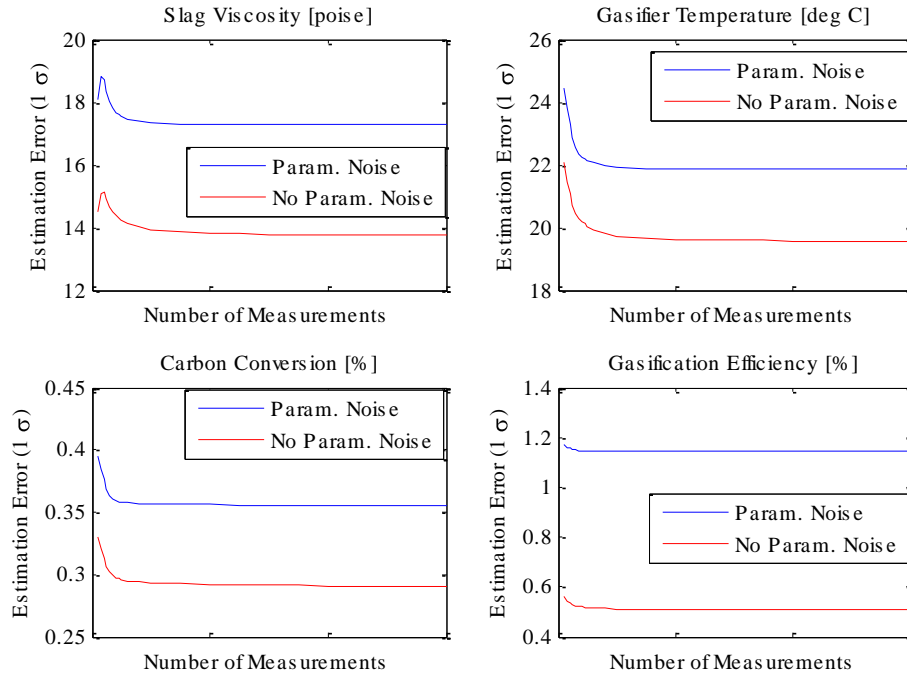 Slag Viscosity [poise]
20
18
16
14
12
Estimation Error (1 σ)
Param. Noise
No Param. Noise
Number of Measurements
Gasifier Temperature [deg C]
26
24
22
20
18
Estimation Error (1 σ)
Param. Noise
No Param. Noise
Number of Measurements
Carbon Conversion [%]
0.45
0.4
0.35
0.3
0.25
Estimation Error (1 σ)
Param. Noise
No Param. Noise
Number of Measurements
Gasification Efficiency [%]
1.4
1.2
1
0.8
0.6
0.4
Estimation Error (1 σ)
Param. Noise
No Param. Noise
Number of Measurements